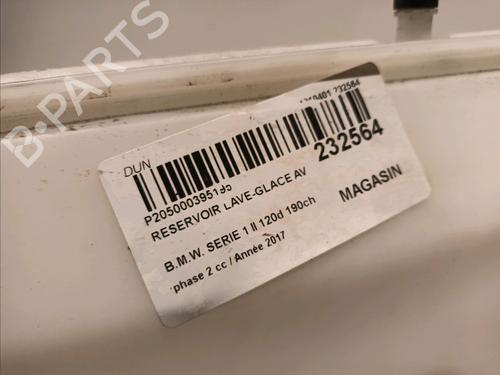 B-PARTS
DUN
232564
P2050003951
232564
RESERVOIR LAVE-GLACE AV
MAGASIN
B.M.W. SERIE 1 II 120d 190ch
phase 2 cc / Année 2017